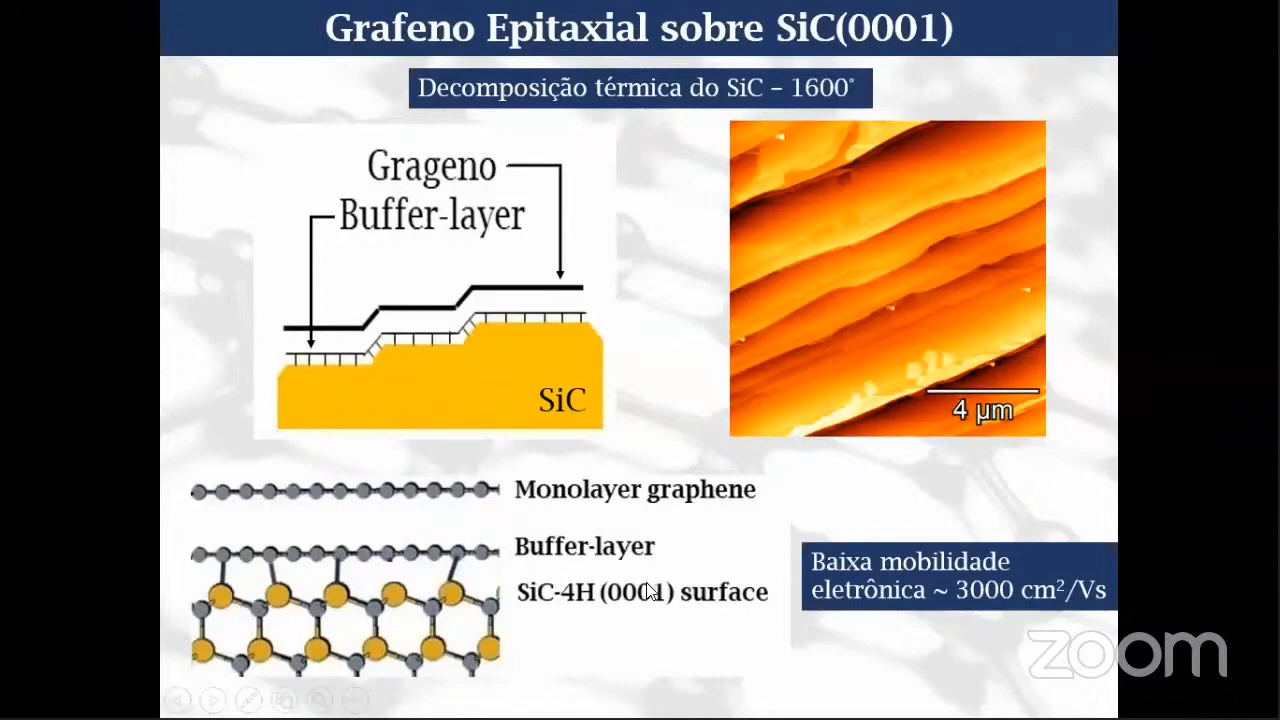 Grafeno Epitaxial sobre SiC(0001)
Decomposição térmica do SiC – 1600°
Grageno
Buffer-layer
SiC
4 µm
Monolayer graphene
Buffer-layer
SiC-4H (0001) surface
Baixa mobilidade
eletrônica ~ 3000 cm²/Vs
zoom